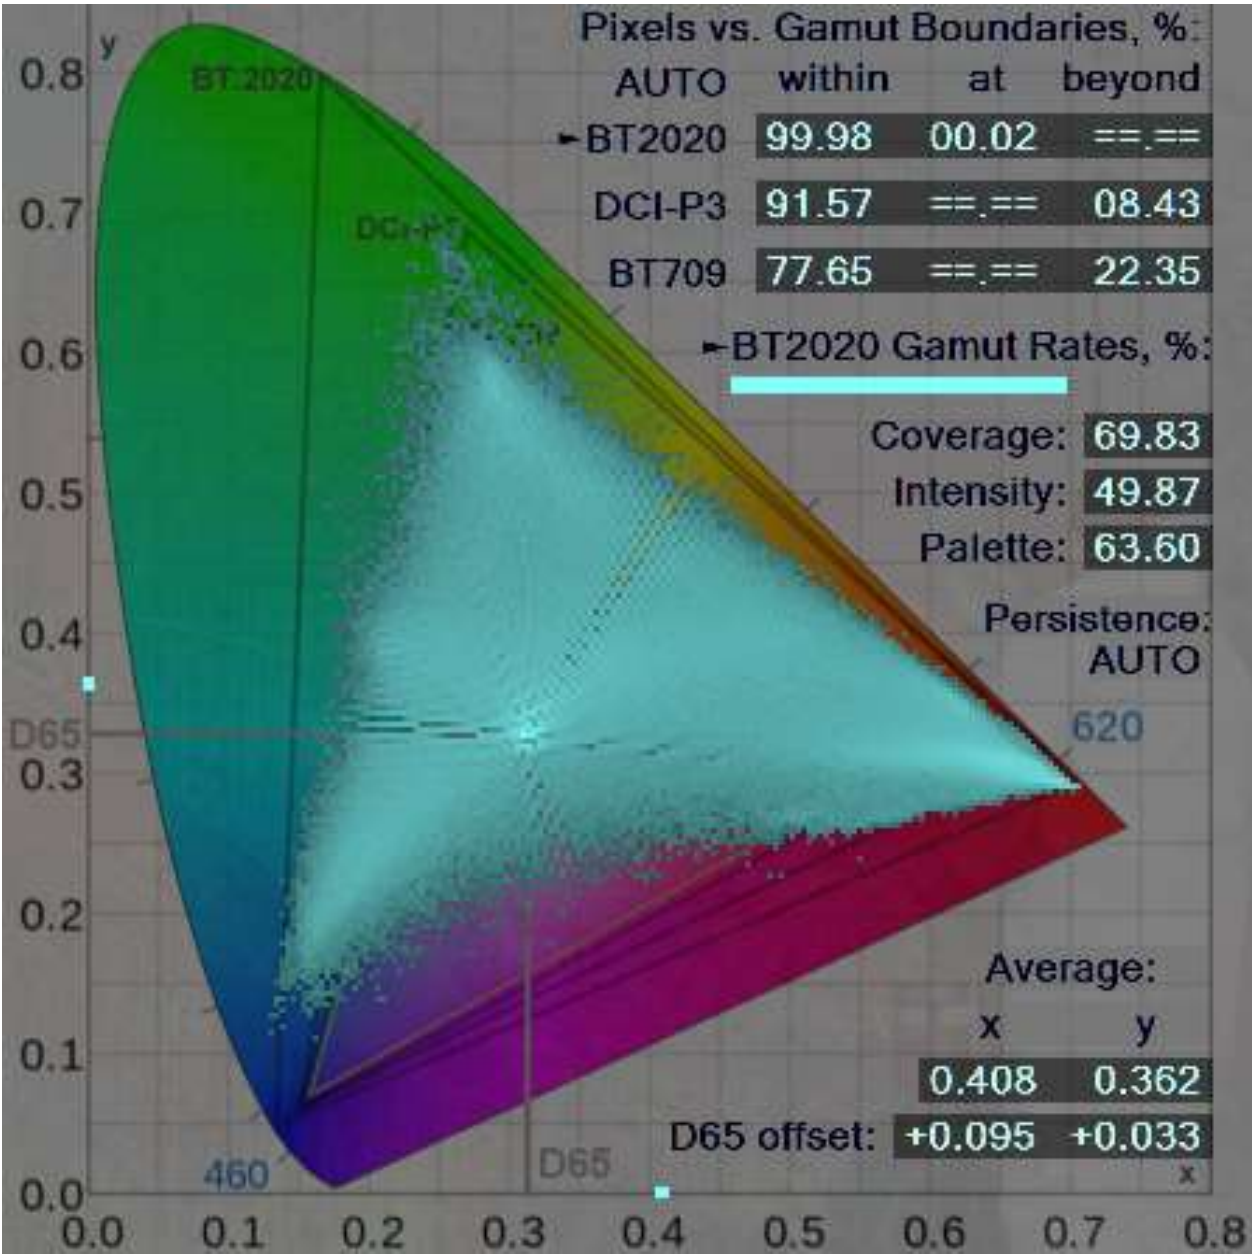 Pixels vs. Gamut Boundaries, %:
AUTO within at beyond
►BT2020 99.98 00.02 ==.==
DCI-P3 91.57 ==.== 08.43
BT709 77.65 ==.== 22.35
►BT2020 Gamut Rates, %:
Coverage: 69.83
Intensity: 49.87
Palette: 63.60
Persistence:
AUTO
620
Average:
x y
0.408 0.362
D65 offset: +0.095 +0.033
y
0.8
BT.2020
0.7
0.6
0.5
0.4
D65
0.3
0.2
0.1
460
D65
x
0.0
0.0 0.1 0.2 0.3 0.4 0.5 0.6 0.7 0.8